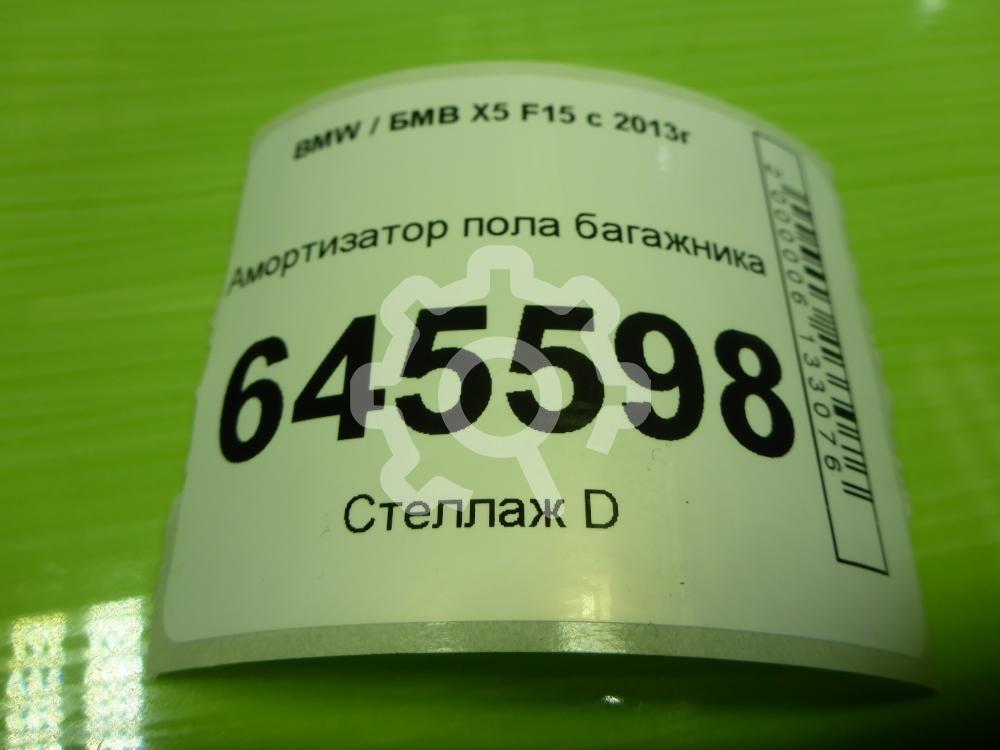 BMW / БМВ X5 F15 с 2013г
Амортизатор пола багажника
645598
Стеллаж D
2000006133076